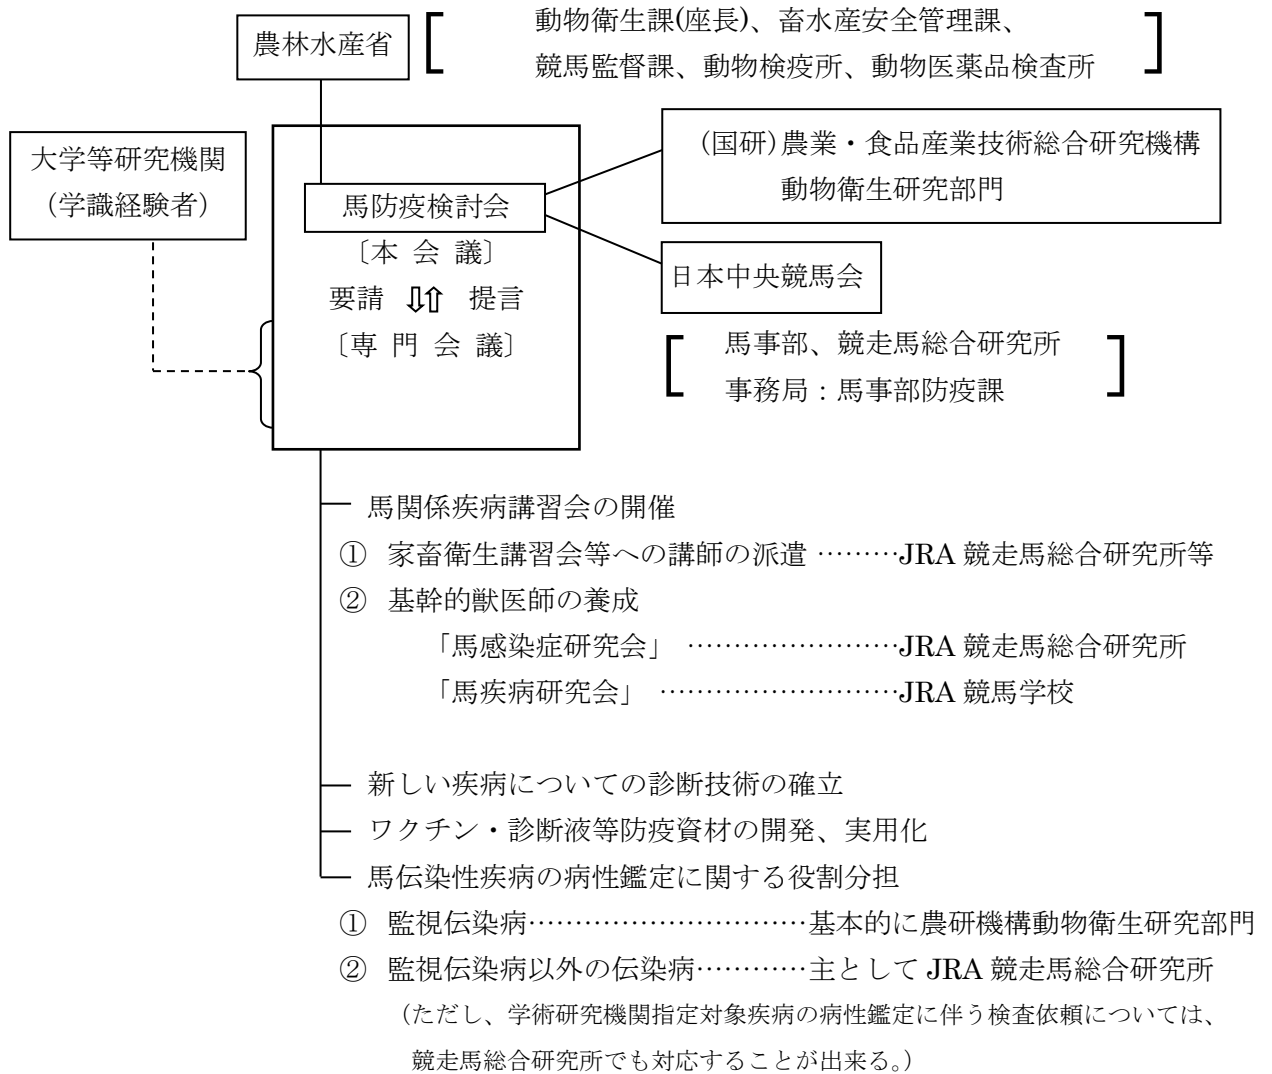 農林水産省
動物衛生課(座長)、畜水産安全管理課、
競馬監督課、動物検疫所、動物医薬品検査所
大学等研究機関
（学識経験者）
(国研)農業・食品産業技術総合研究機構
動物衛生研究部門
馬防疫検討会
〔本 会 議〕
要請 ⇩⇧ 提言
〔専 門 会 議〕
日本中央競馬会
馬事部、競走馬総合研究所
事務局：馬事部防疫課
馬関係疾病講習会の開催
① 家畜衛生講習会等への講師の派遣 ………JRA 競走馬総合研究所等
② 基幹的獣医師の養成
「馬感染症研究会」 ……………………JRA 競走馬総合研究所
「馬疾病研究会」 ………………………JRA 競馬学校
新しい疾病についての診断技術の確立
ワクチン・診断液等防疫資材の開発、実用化
馬伝染性疾病の病性鑑定に関する役割分担
① 監視伝染病…………………………基本的に農研機構動物衛生研究部門
② 監視伝染病以外の伝染病…………主として JRA 競走馬総合研究所
（ただし、学術研究機関指定対象疾病の病性鑑定に伴う検査依頼については、
競走馬総合研究所でも対応することが出来る。）